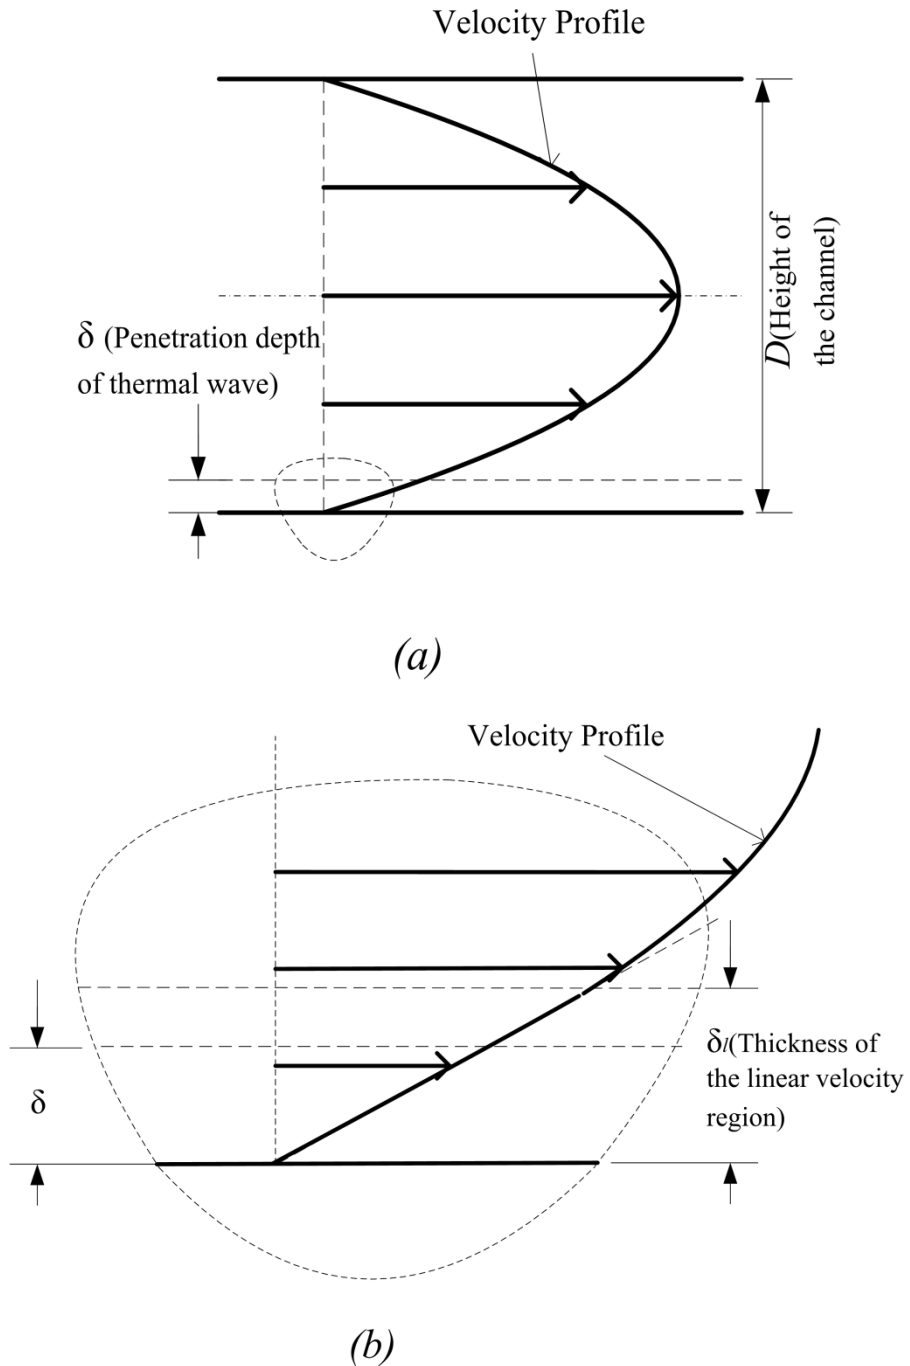 Velocity Profile
D(Height of
the channel)
δ (Penetration depth
of thermal wave)
(a)
Velocity Profile
δl(Thickness of
the linear velocity
region)
δ
(b)